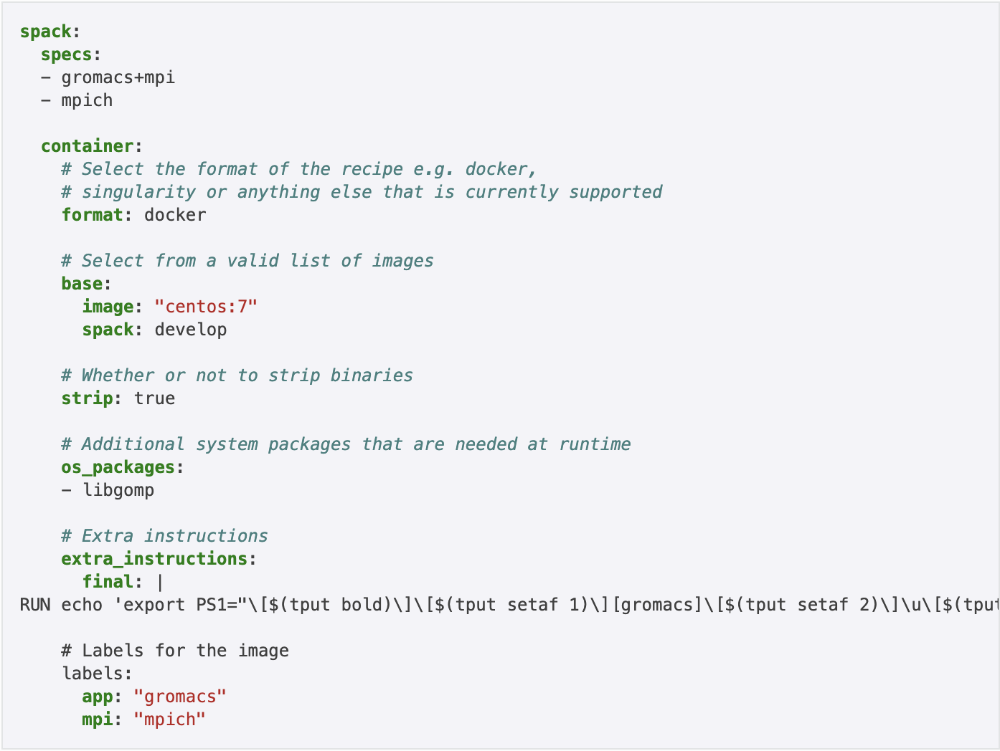 spack:
  specs:
  - gromacs+mpi
  - mpich

  container:
    # Select the format of the recipe e.g. docker,
    # singularity or anything else that is currently supported
    format: docker

    # Select from a valid list of images
    base:
      image: "centos:7"
      spack: develop

    # Whether or not to strip binaries
    strip: true

    # Additional system packages that are needed at runtime
    os_packages:
    - libgomp

    # Extra instructions
    extra_instructions:
      final: |
RUN echo 'export PS1="\[$(tput bold)\]\[$(tput setaf 1)\][gromacs]\[$(tput setaf 2)\]\u\[$(tput

    # Labels for the image
    labels:
      app: "gromacs"
      mpi: "mpich"